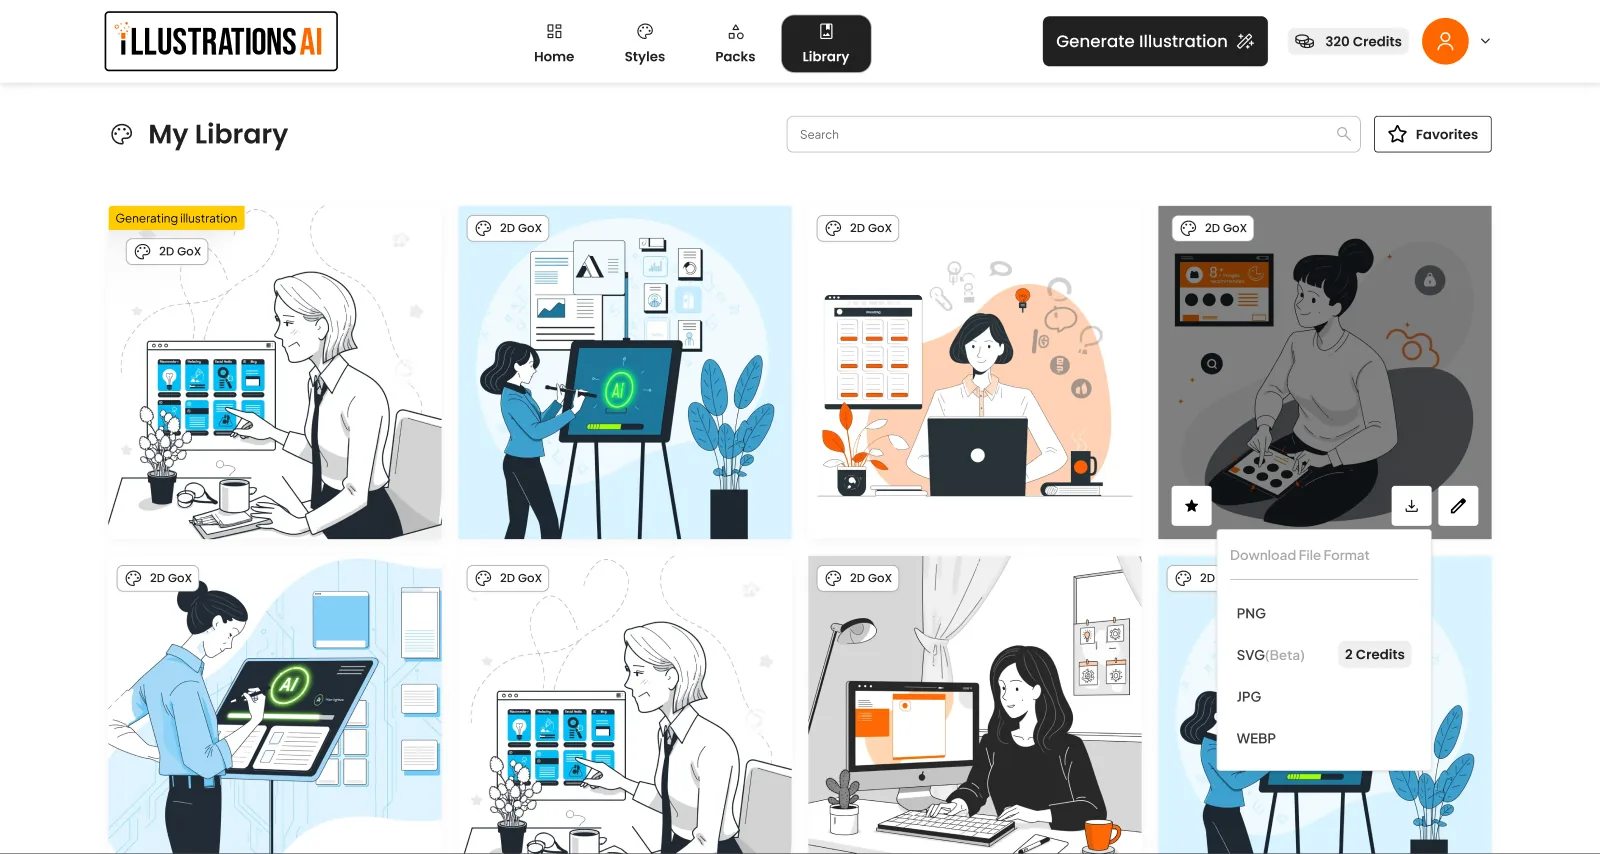 ILLUSTRATIONS AI
Home
Styles
Packs
Library
Generate Illustration
320 Credits
My Library
Search
Favorites
Generating illustration
2D GoX
2D GoX
2D GoX
2D GoX
AI
8+
2D GoX
2D GoX
2D GoX
2D
AI
Download File Format
PNG
SVG(Beta)
2 Credits
JPG
WEBP